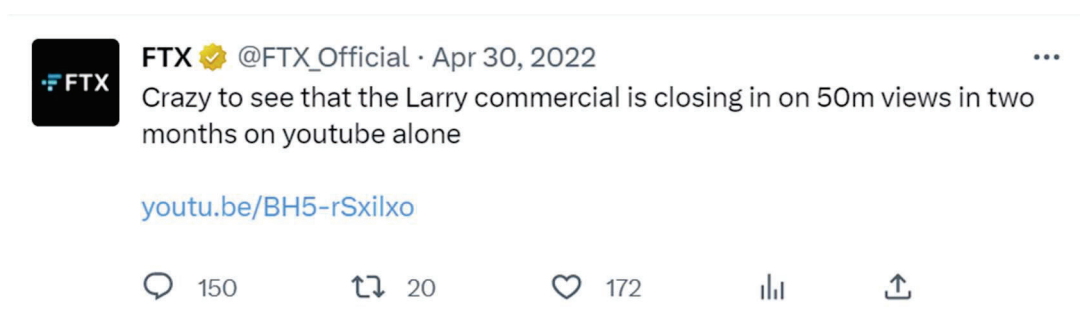 FTX
FTX @FTX_Official · Apr 30, 2022
Crazy to see that the Larry commercial is closing in on 50m views in two
months on youtube alone
youtu.be/BH5-rSxilxo
150 20 172